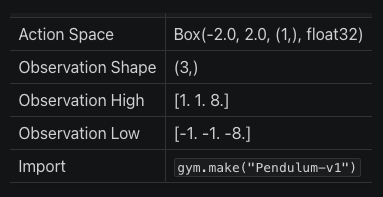 Action Space Box(-2.0, 2.0, (1,), float32)
Observation Shape (3,)
Observation High [1. 1. 8.]
Observation Low [-1. -1. -8.]
Import gym.make("Pendulum-v1")